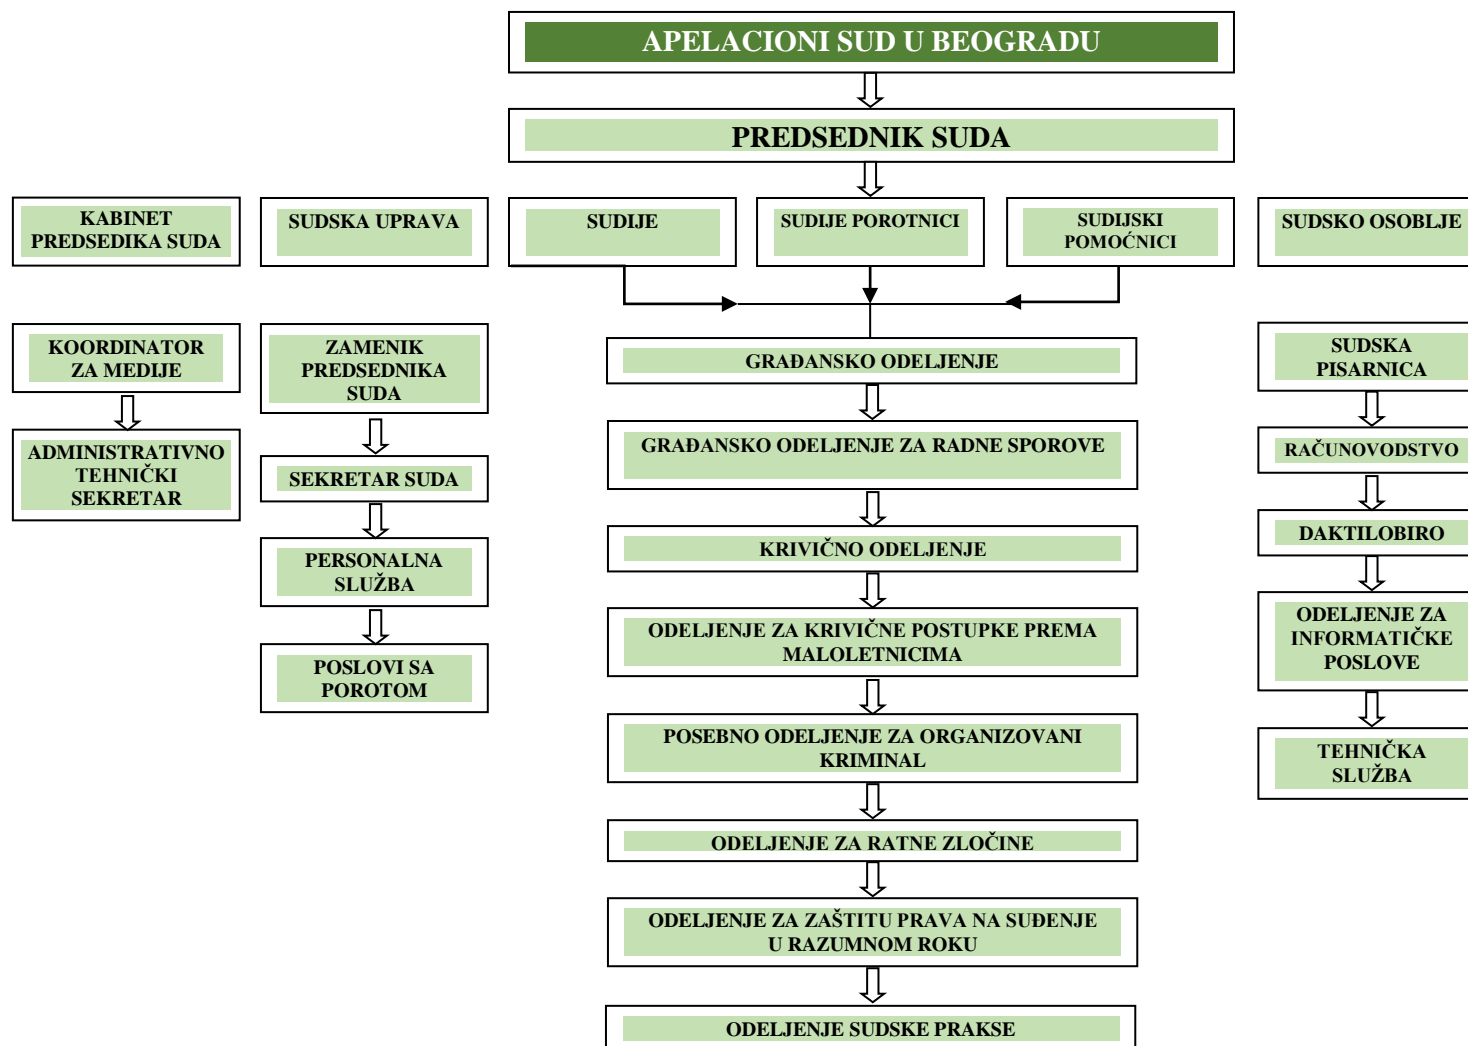 APELACIONI SUD U BEOGRADU
PREDSEDNIK SUDA
KABINET
PREDSEDIKA SUDA
SUDSKA UPRAVA
SUDIJE
SUDIJE POROTNICI
SUDIJSKI
POMOĆNICI
SUDSKO OSOBLJE
KOORDINATOR
ZA MEDIJE
ADMINISTRATIVNO
TEHNIČKI
SEKRETAR
ZAMENIK
PREDSEDNIKA
SUDA
SEKRETAR SUDA
PERSONALNA
SLUŽBA
POSLOVI SA
POROTOM
GRAĐANSKO ODELJENJE
GRAĐANSKO ODELJENJE ZA RADNE SPOROVE
KRIVIČNO ODELJENJE
ODELJENJE ZA KRIVIČNE POSTUPKE PREMA
MALOLETNICIMA
POSEBNO ODELJENJE ZA ORGANIZOVANI
KRIMINAL
ODELJENJE ZA RATNE ZLOČINE
ODELJENJE ZA ZAŠTITU PRAVA NA SUĐENJE
U RAZUMNOM ROKU
ODELJENJE SUDSKE PRAKSE
SUDSKA
PISARNICA
RAČUNOVODSTVO
DAKTILOBIRO
ODELJENJE ZA
INFORMATIČKE
POSLOVE
TEHNIČKA
SLUŽBA